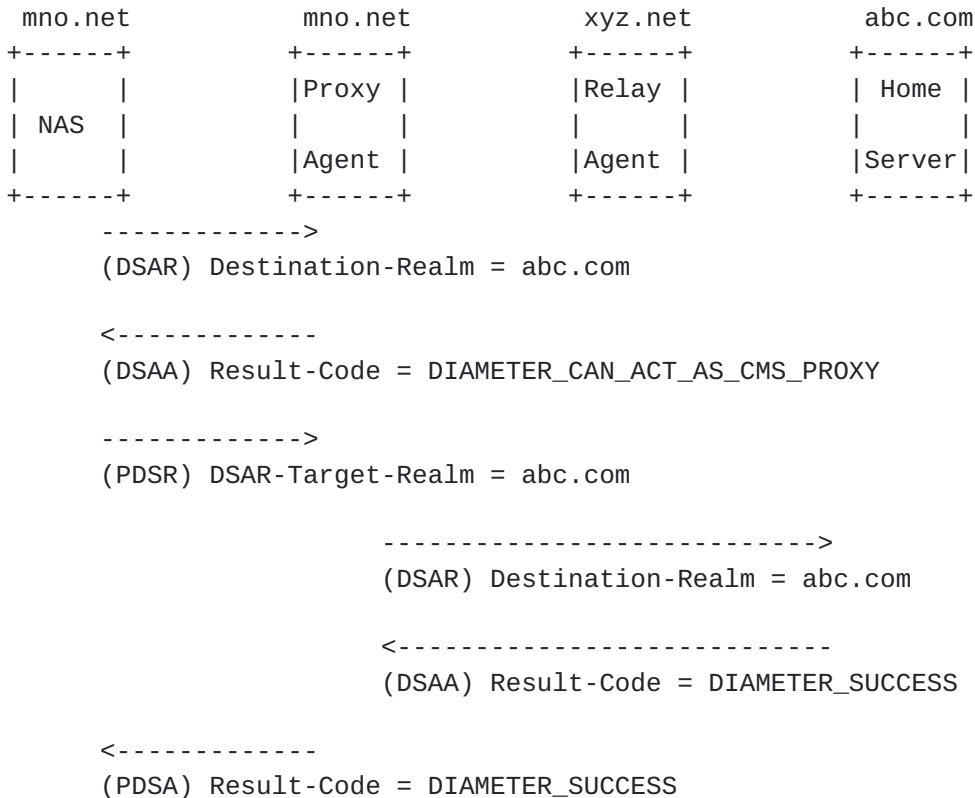 mno.net mno.net xyz.net abc.com
+------+ +------+ +------+ +------+
| | |Proxy | |Relay | | Home |
| NAS | | | | | | |
| | |Agent | |Agent | |Server|
+------+ +------+ +------+ +------+
------------->
(DSAR) Destination-Realm = abc.com
<-------------
(DSAA) Result-Code = DIAMETER_CAN_ACT_AS_CMS_PROXY
------------->
(PDSR) DSAR-Target-Realm = abc.com
---------------------------->
(DSAR) Destination-Realm = abc.com
<----------------------------
(DSAA) Result-Code = DIAMETER_SUCCESS
<-------------
(PDSA) Result-Code = DIAMETER_SUCCESS